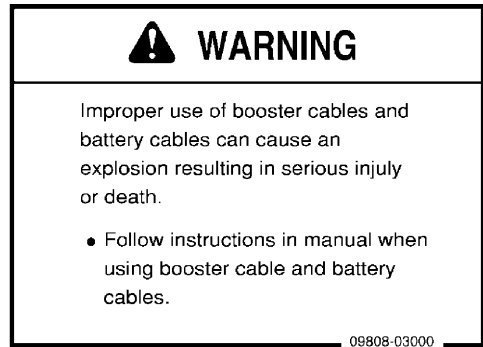 WARNING
Improper use of booster cables and
battery cables can cause an
explosion resulting in serious injuly
or death.
● Follow instructions in manual when
using booster cable and battery
cables.
09808-03000